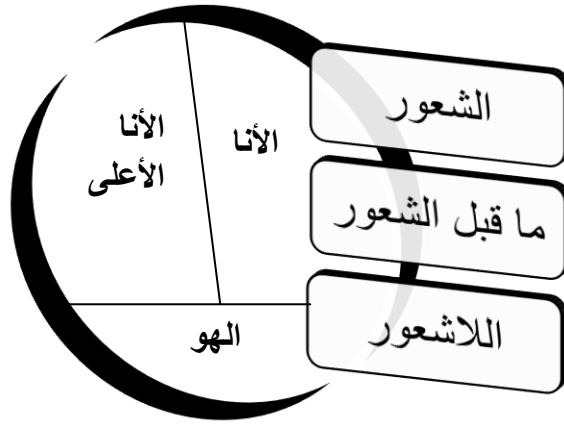 الشعور
ما قبل الشعور
اللاشعور
الأنا
الأنا
الأعلى
الهو